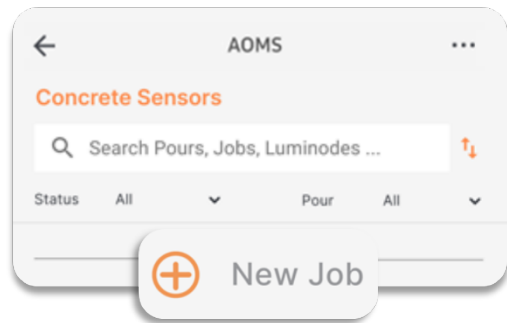 AOMS
Concrete Sensors
Search Pours, Jobs, Luminodes ...
Status All Pour All
New Job